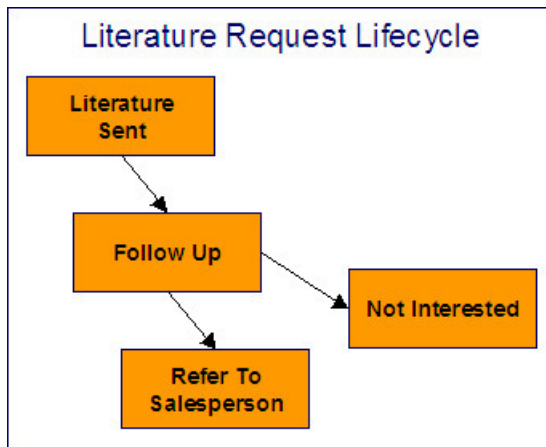 Literature Request Lifecycle
Literature
Sent
Follow Up
Not Interested
Refer To
Salesperson